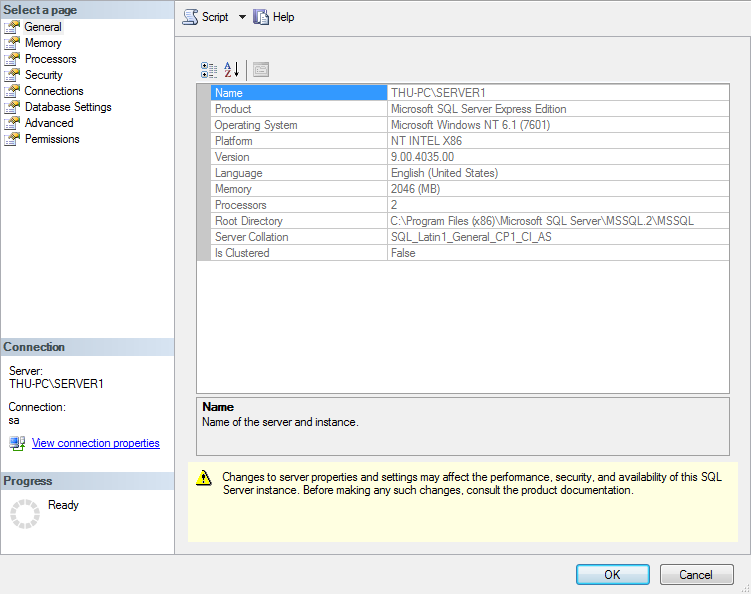 Select a page
General
Memory
Processors
Security
Connections
Database Settings
Advanced
Permissions
Connection
Server:
THU-PC\SERVER1
Connection:
sa
View connection properties
Progress
Ready
Script Help
Name THU-PC\SERVER1
Product Microsoft SQL Server Express Edition
Operating System Microsoft Windows NT 6.1 (7601)
Platform NT INTEL X86
Version 9.00.4035.00
Language English (United States)
Memory 2046 (MB)
Processors 2
Root Directory C:\Program Files (x86)\Microsoft SQL Server\MSSQL.2\MSSQL
Server Collation SQL_Latin1_General_CP1_CI_AS
Is Clustered False
Name
Name of the server and instance.
Changes to server properties and settings may affect the performance, security, and availability of this SQL
Server instance. Before making any such changes, consult the product documentation.
OK Cancel